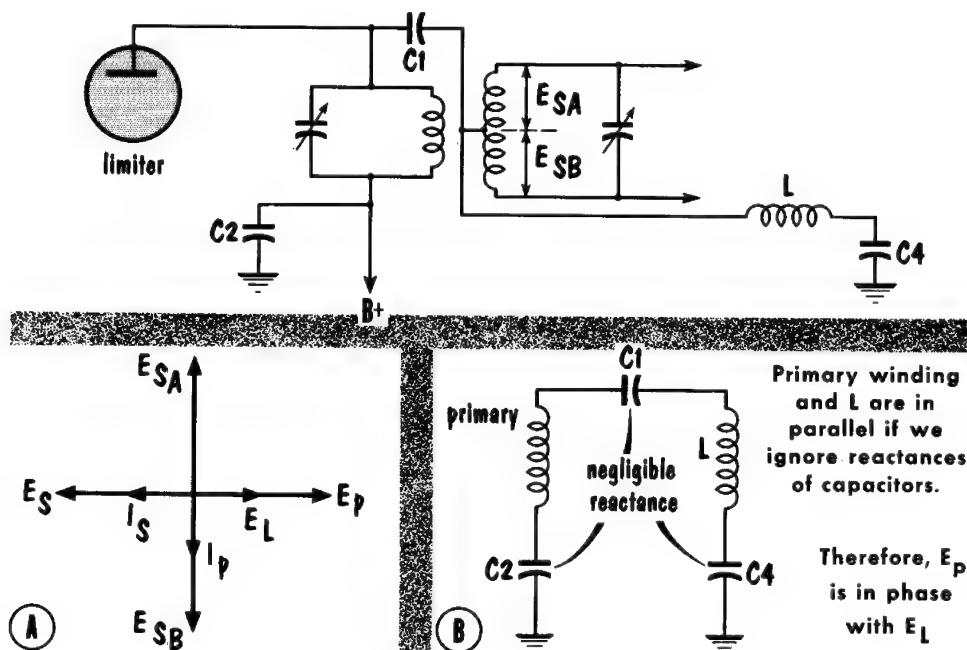 C1
E_SA
E_SB
limiter
L
C2
C4
B+
E_SA
E_S
I_S
E_L
E_P
I_P
E_SB
A
C1
primary
L
negligible
reactance
C2
C4
B
Primary winding
and L are in
parallel if we
ignore reactances
of capacitors.
Therefore, E_p
is in phase
with E_L